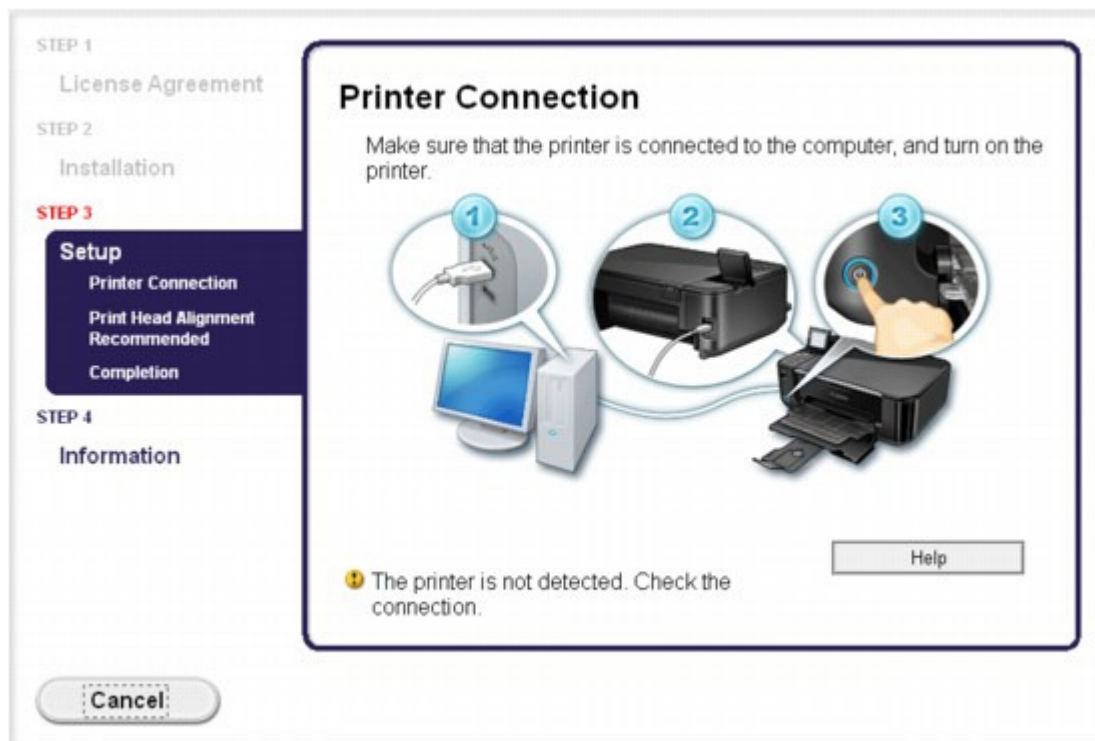 STEP 1
License Agreement
STEP 2
Installation
STEP 3
Setup
Printer Connection
Print Head Alignment
Recommended
Completion
STEP 4
Information
Printer Connection
Make sure that the printer is connected to the computer, and turn on the
printer.
1
2
3
Help
The printer is not detected. Check the
connection.
Cancel